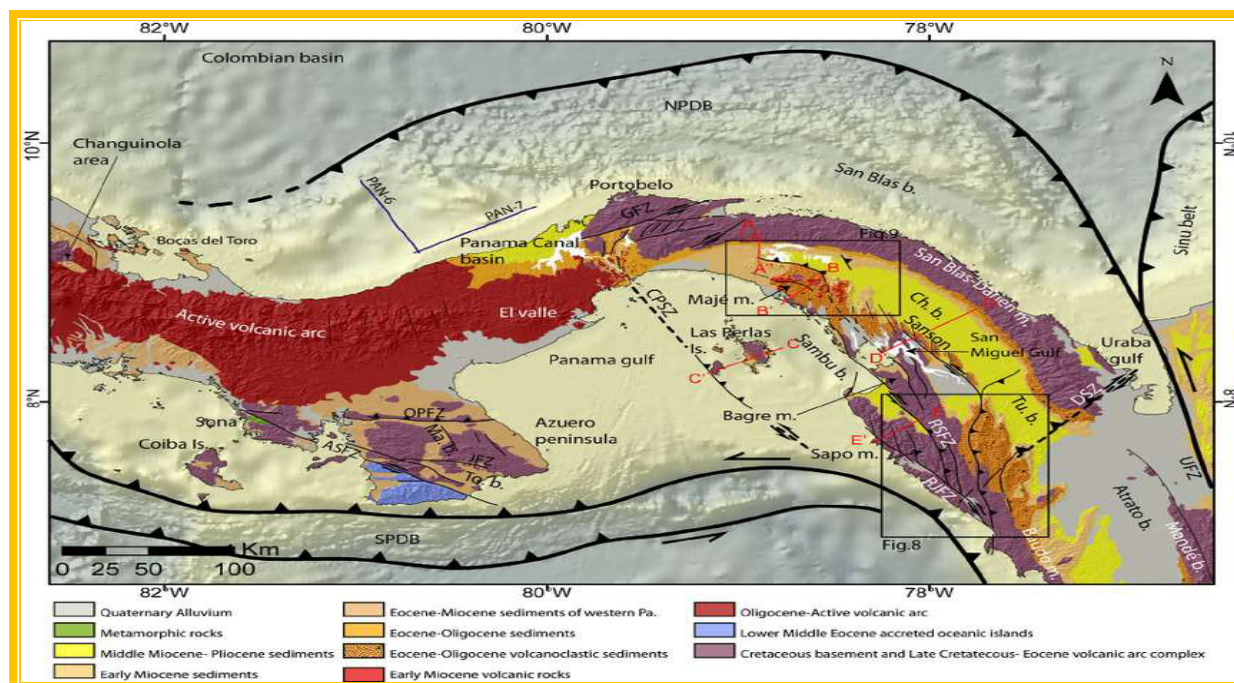 82°W
80°W
78°W
Colombian basin
N
NPDB
10°N
10°N
Changuinola
area
San Blas b.
Portobelo
PAN-6
PAN-7
GFZ
Sinu belt
Bocas del Toro
Panama Canal
basin
Fig.9
A
A'
B
San Blas-Darien m.
Majé m.
B'
Ch. b.
El valle
CPSZ
Active volcanic arc
Las Perlas
Is.
C
Sanson
San
Miguel Gulf
Uraba
gulf
Panama gulf
D'
Sambu b.
C'
DSZ
8°N
8°N
Sona
OPFZ
Azuero
peninsula
Bagre m.
Tu. b.
Ma. b.
Coiba Is.
ASFZ
E'
RSFZ
JFZ
Sapo m.
To. b.
UFZ
RJFZ
Atrato b.
SPDB
Km
0 25 50 100
Fig.8
Baudo m.
Mandé b.
82°W
80°W
78°W
Quaternary Alluvium
Eocene-Miocene sediments of western Pa.
Oligocene-Active volcanic arc
Metamorphic rocks
Eocene-Oligocene sediments
Lower Middle Eocene accreted oceanic islands
Middle Miocene- Pliocene sediments
Eocene-Oligocene volcanoclastic sediments
Cretaceous basement and Late Cretatecous- Eocene volcanic arc complex
Early Miocene sediments
Early Miocene volcanic rocks